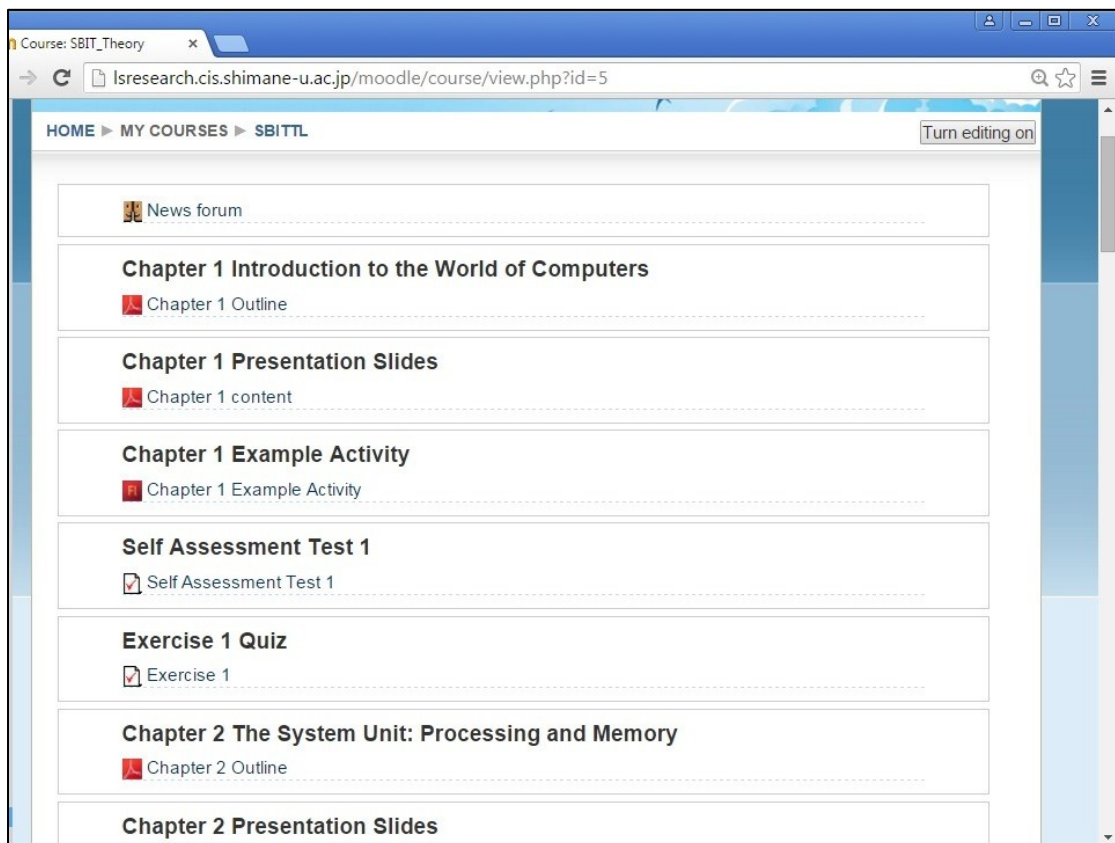 Course: SBIT_Theory x
lsresearch.cis.shimane-u.ac.jp/moodle/course/view.php?id=5
HOME ▶ MY COURSES ▶ SBITTL
Turn editing on
News forum
Chapter 1 Introduction to the World of Computers
Chapter 1 Outline
Chapter 1 Presentation Slides
Chapter 1 content
Chapter 1 Example Activity
Chapter 1 Example Activity
Self Assessment Test 1
Self Assessment Test 1
Exercise 1 Quiz
Exercise 1
Chapter 2 The System Unit: Processing and Memory
Chapter 2 Outline
Chapter 2 Presentation Slides